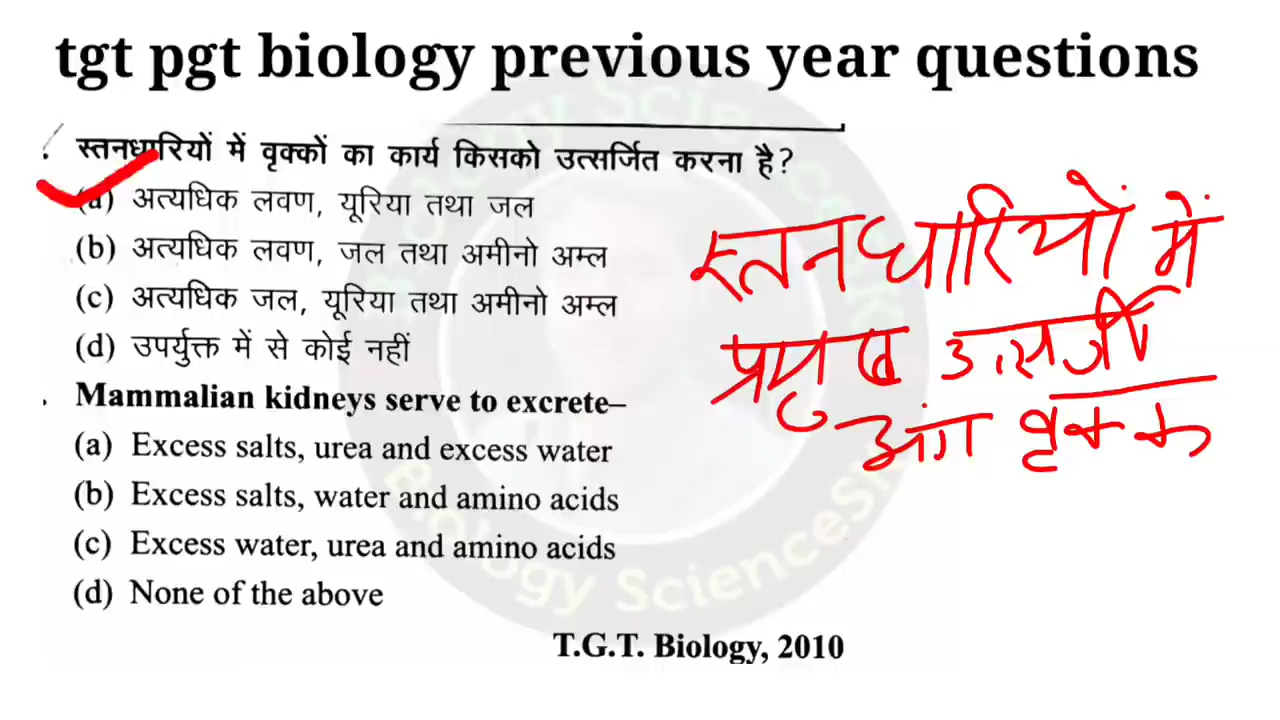 tgt pgt biology previous year questions
. स्तनधारियों में वृक्कों का कार्य किसको उत्सर्जित करना है?
(a) अत्यधिक लवण, यूरिया तथा जल
(b) अत्यधिक लवण, जल तथा अमीनो अम्ल
(c) अत्यधिक जल, यूरिया तथा अमीनो अम्ल
(d) उपर्युक्त में से कोई नहीं
. Mammalian kidneys serve to excrete–
(a) Excess salts, urea and excess water
(b) Excess salts, water and amino acids
(c) Excess water, urea and amino acids
(d) None of the above
T.G.T. Biology, 2010
स्तनधारियों में
प्रमुख उत्सर्जी
अंग वृक्क